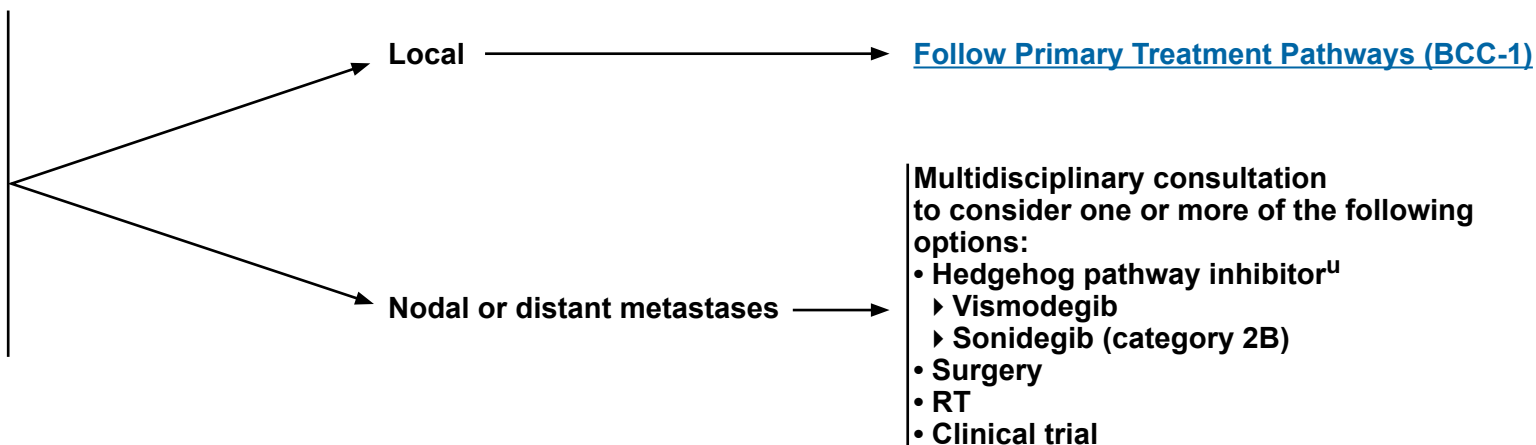 Local
Follow Primary Treatment Pathways (BCC-1)
Nodal or distant metastases
Multidisciplinary consultation
to consider one or more of the following
options:
• Hedgehog pathway inhibitorᵘ
▸ Vismodegib
▸ Sonidegib (category 2B)
• Surgery
• RT
• Clinical trial